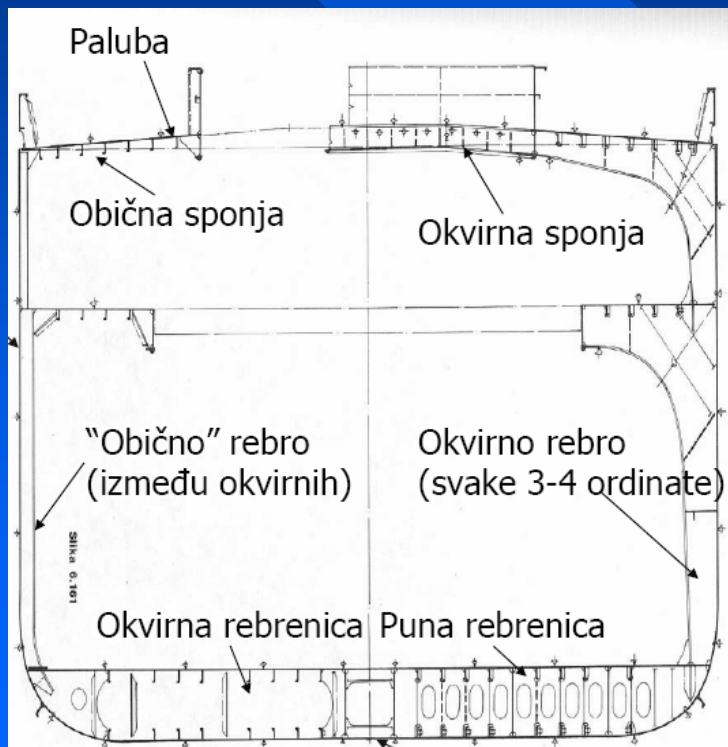 Paluba
Obična sponja
Okvirna sponja
“Obično” rebro
(između okvirnih)
Okvirno rebro
(svake 3-4 ordinate)
Slika 6.161
Okvirna rebrenica
Puna rebrenica